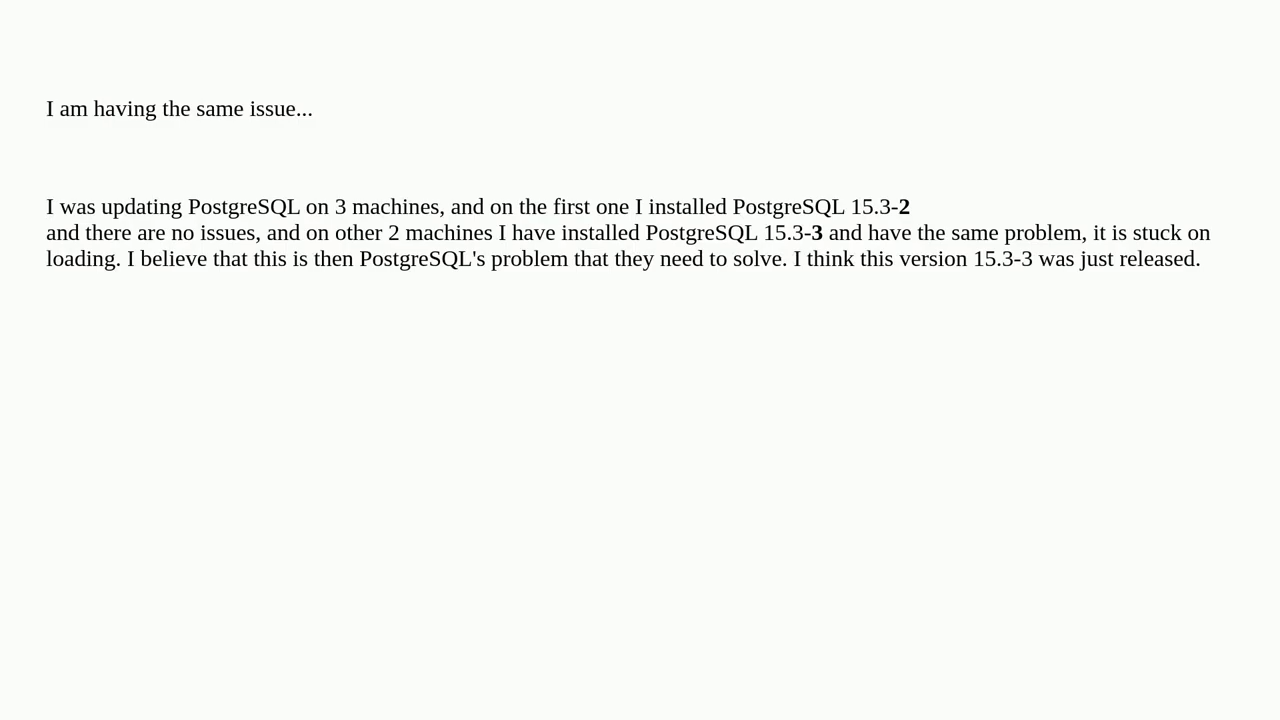 I am having the same issue...
I was updating PostgreSQL on 3 machines, and on the first one I installed PostgreSQL 15.3-2
and there are no issues, and on other 2 machines I have installed PostgreSQL 15.3-3 and have the same problem, it is stuck on
loading. I believe that this is then PostgreSQL's problem that they need to solve. I think this version 15.3-3 was just released.